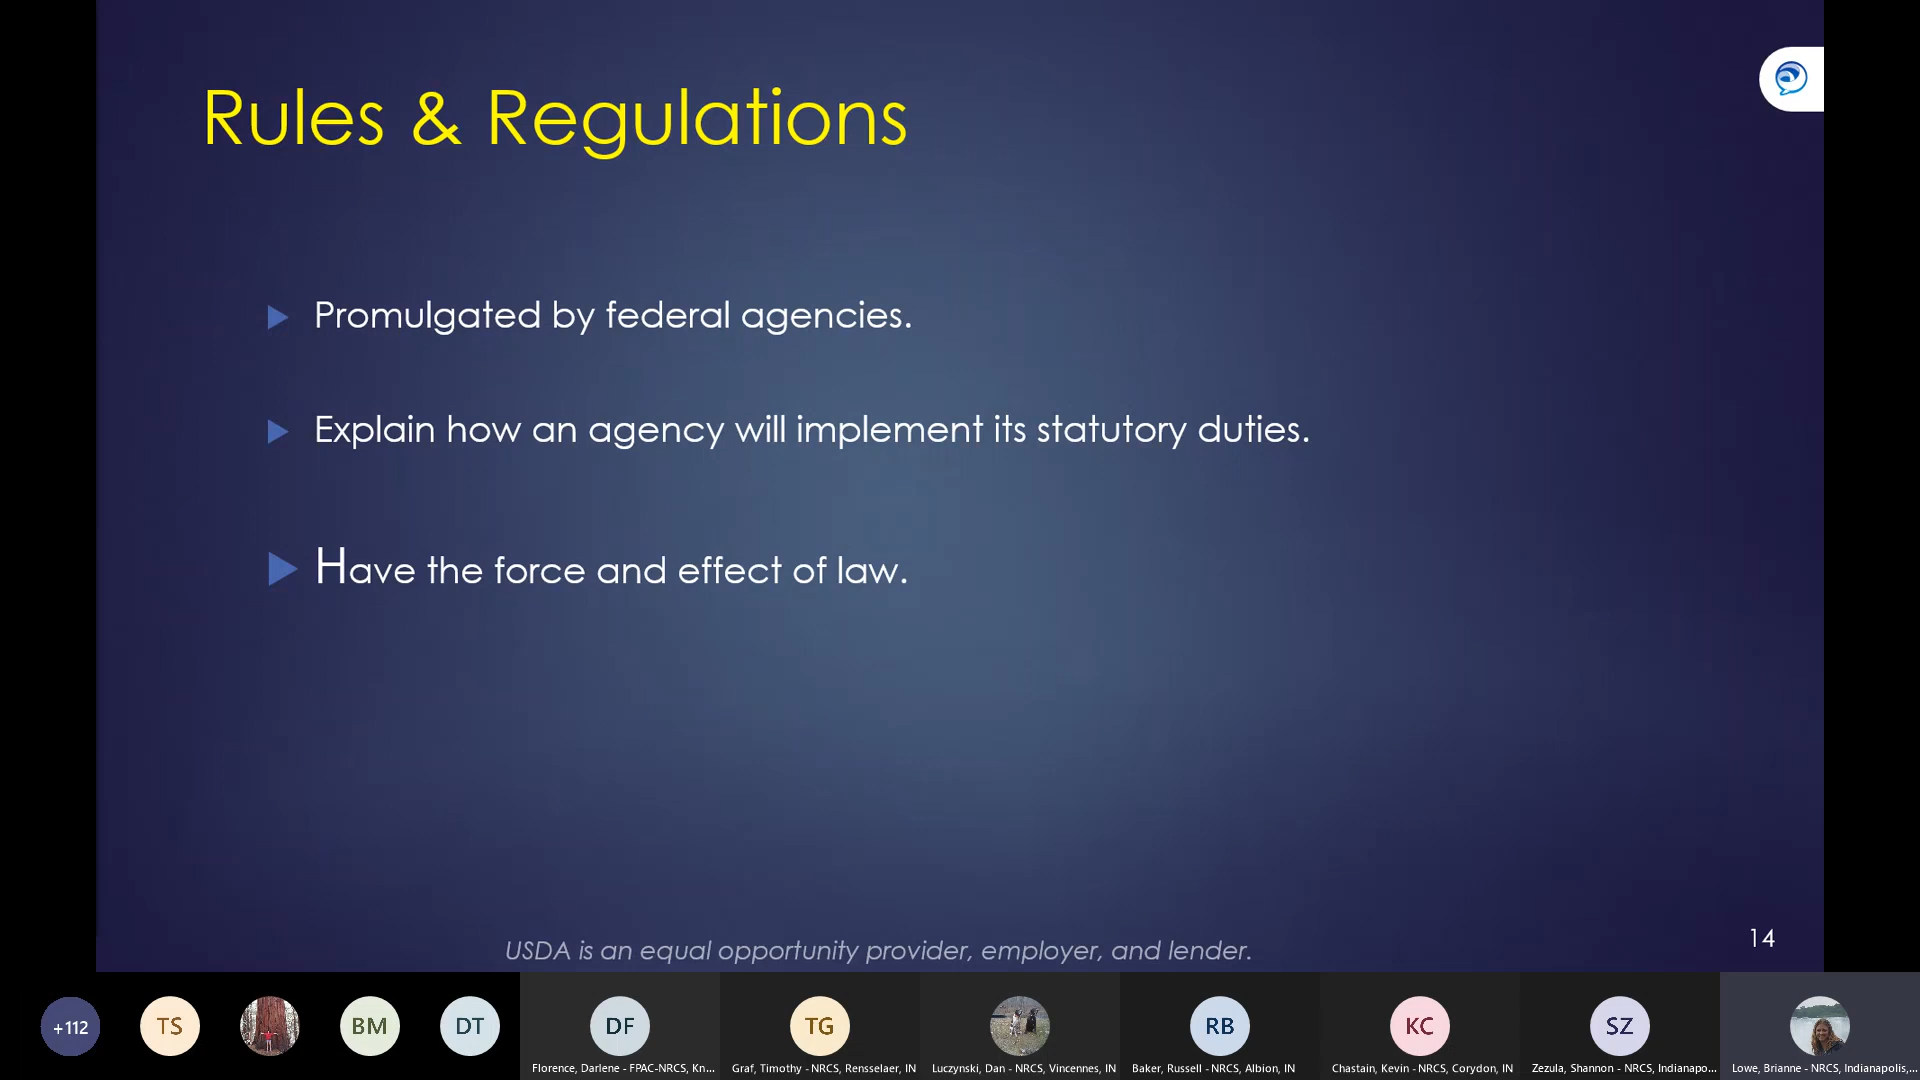 Rules & Regulations
Promulgated by federal agencies.
Explain how an agency will implement its statutory duties.
Have the force and effect of law.
14
USDA is an equal opportunity provider, employer, and lender.
+112
TS
BM
DT
DF
TG
RB
KC
SZ
Florence, Darlene - FPAC-NRCS, Kn...
Graf, Timothy - NRCS, Rensselaer, IN
Luczynski, Dan - NRCS, Vincennes, IN
Baker, Russell - NRCS, Albion, IN
Chastain, Kevin - NRCS, Corydon, IN
Zezula, Shannon - NRCS, Indianapo...
Lowe, Brianne - NRCS, Indianapolis,...